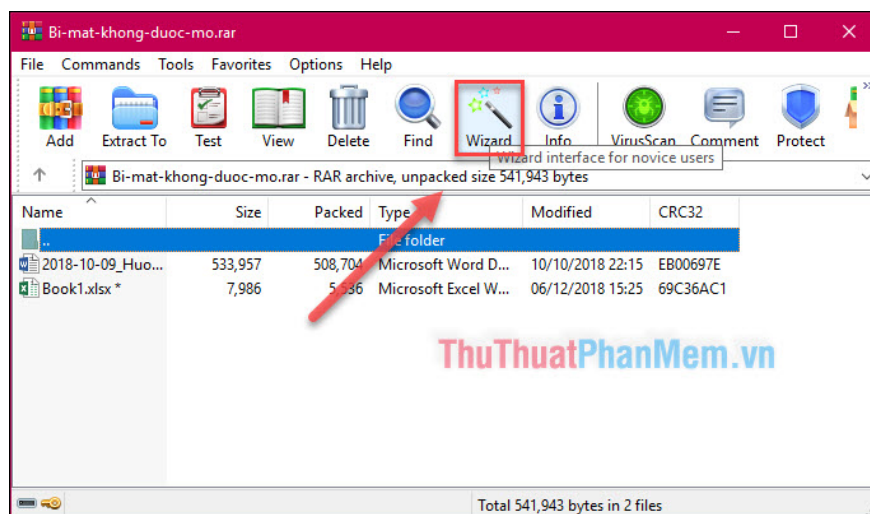 Bi-mat-khong-duoc-mo.rar
File Commands Tools Favorites Options Help
Add Extract To Test View Delete Find Wizard Info VirusScan Comment Protect
Wizard interface for novice users
Bi-mat-khong-duoc-mo.rar - RAR archive, unpacked size 541,943 bytes
Name Size Packed Type Modified CRC32
.. File folder
2018-10-09_Huo... 533,957 508,704 Microsoft Word D... 10/10/2018 22:15 EB00697E
Book1.xlsx * 7,986 5,536 Microsoft Excel W... 06/12/2018 15:25 69C36AC1
ThuThuatPhanMem.vn
Total 541,943 bytes in 2 files